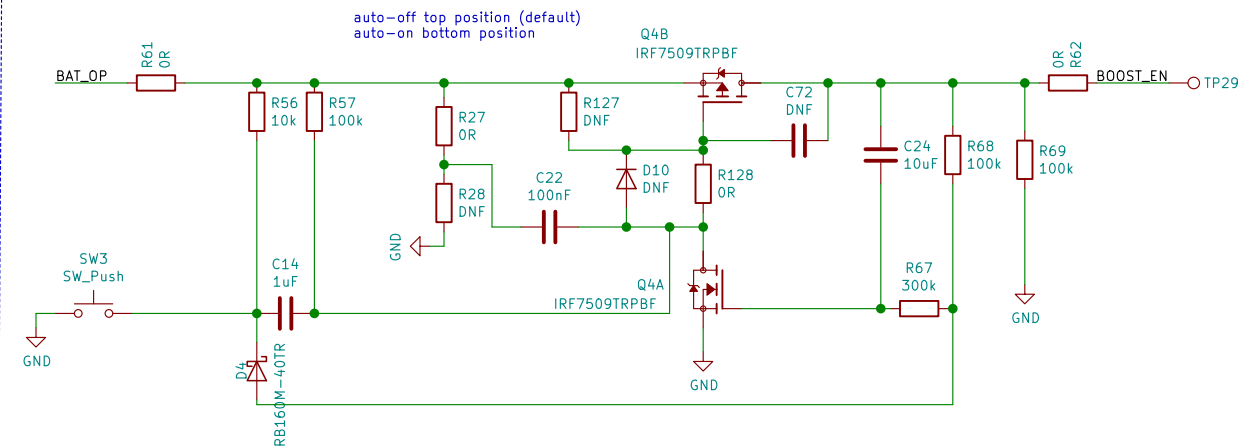 auto-off top position (default)
auto-on bottom position
Q4B
IRF7509TRPBF
R61
0R
BAT_OP
R56
10k
R57
100k
R27
0R
R127
DNF
C72
DNF
0R
R62
BOOST_EN
TP29
C24
10uF
R68
100k
R69
100k
D10
DNF
R128
0R
C22
100nF
R28
DNF
GND
SW3
SW_Push
C14
1uF
Q4A
IRF7509TRPBF
R67
300k
GND
GND
GND
D4
RB160M-40TR